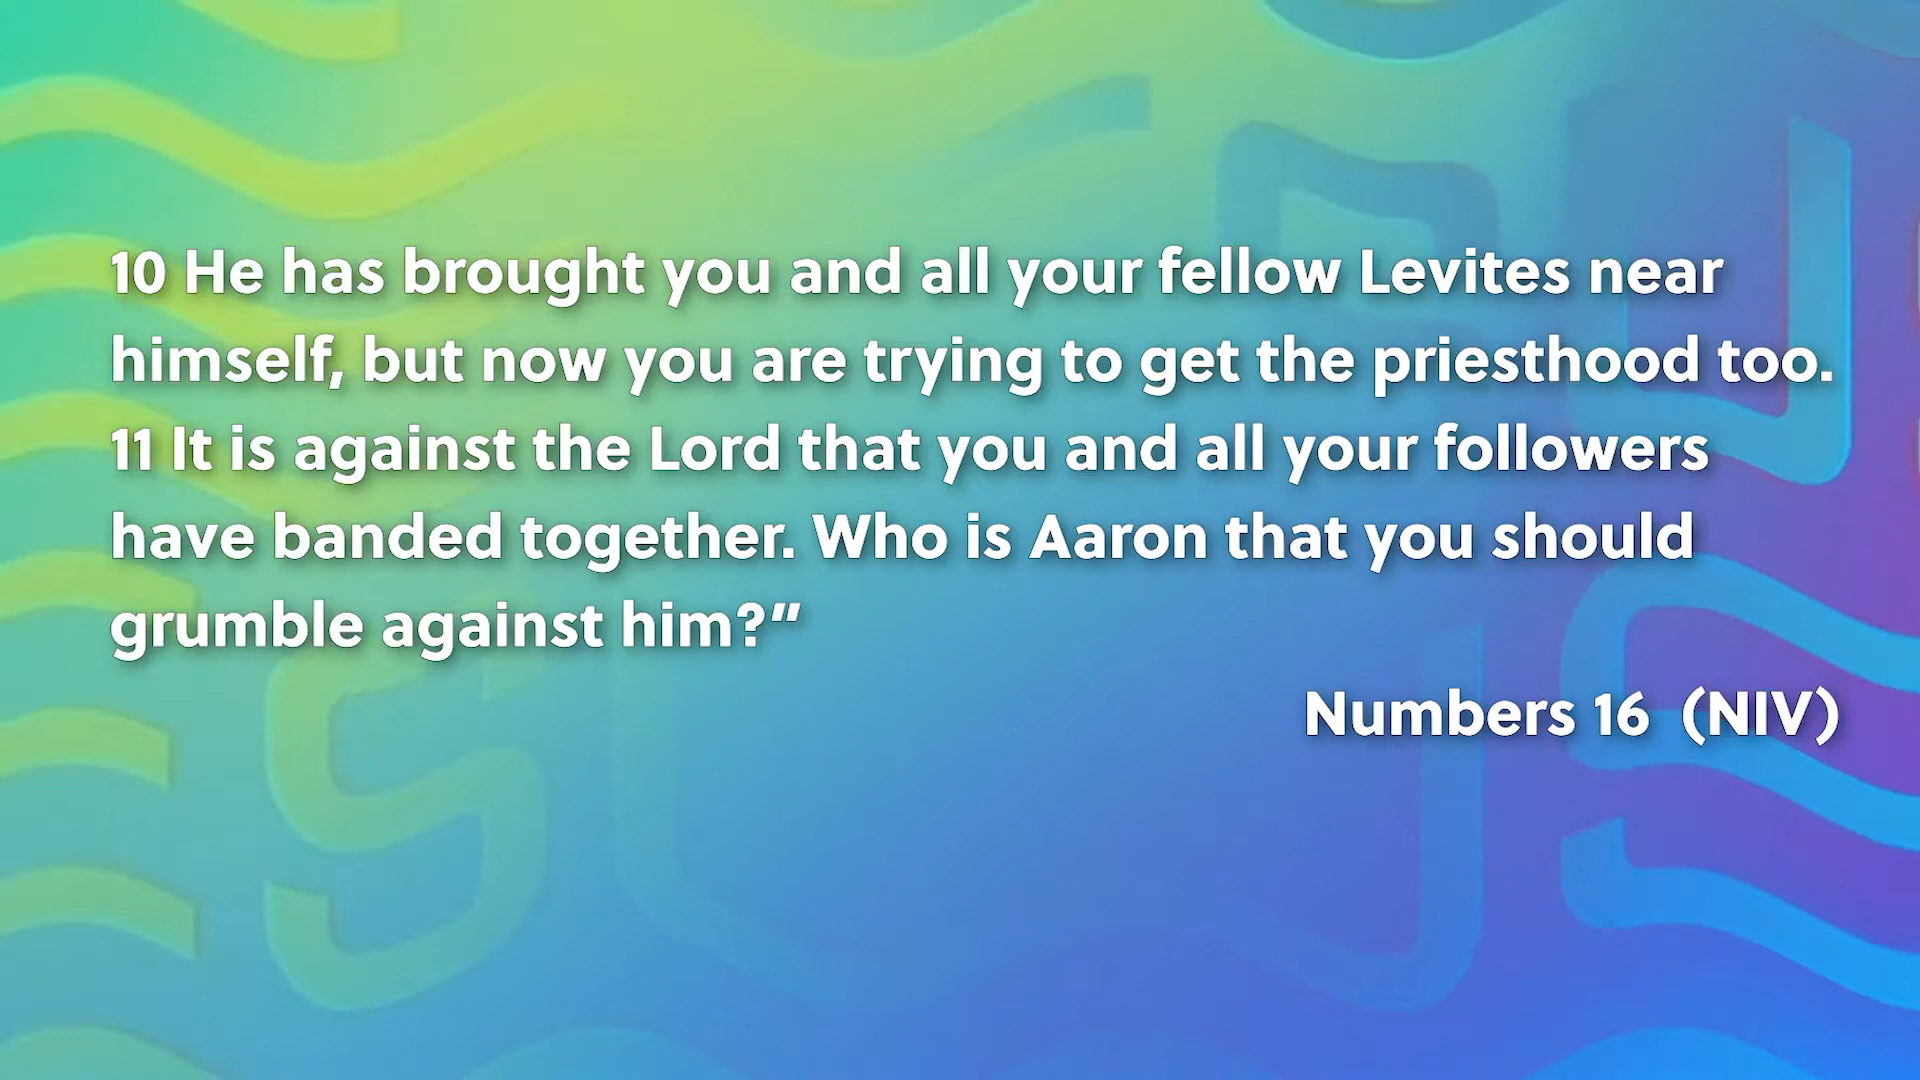 10 He has brought you and all your fellow Levites near
himself, but now you are trying to get the priesthood too.
11 It is against the Lord that you and all your followers
have banded together. Who is Aaron that you should
grumble against him?”
Numbers 16 (NIV)